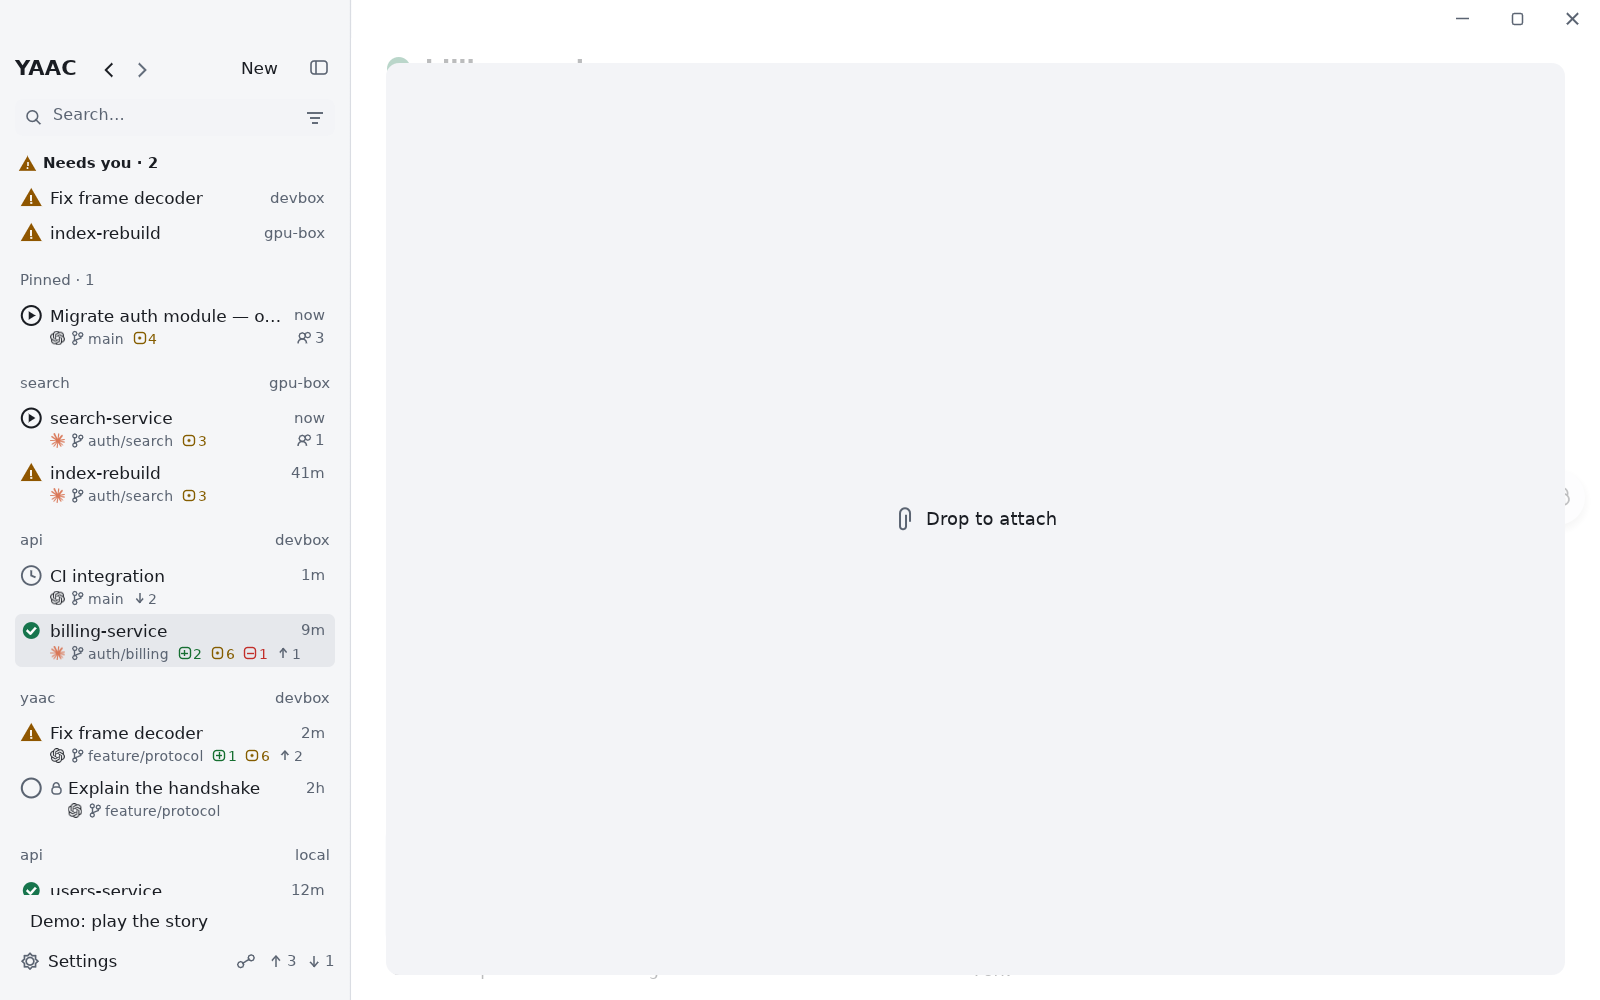 YAAC
New
Search…
Needs you · 2
Fix frame decoder devbox
index-rebuild gpu-box
Pinned · 1
Migrate auth module — o… now
main 4 3
search gpu-box
search-service now
auth/search 3 1
index-rebuild 41m
auth/search 3
api devbox
CI integration 1m
main 2
billing-service 9m
auth/billing 2 6 1 1
yaac devbox
Fix frame decoder 2m
feature/protocol 1 6 2
Explain the handshake 2h
feature/protocol
api local
users-service 12m
Demo: play the story
Settings 3 1
Drop to attach